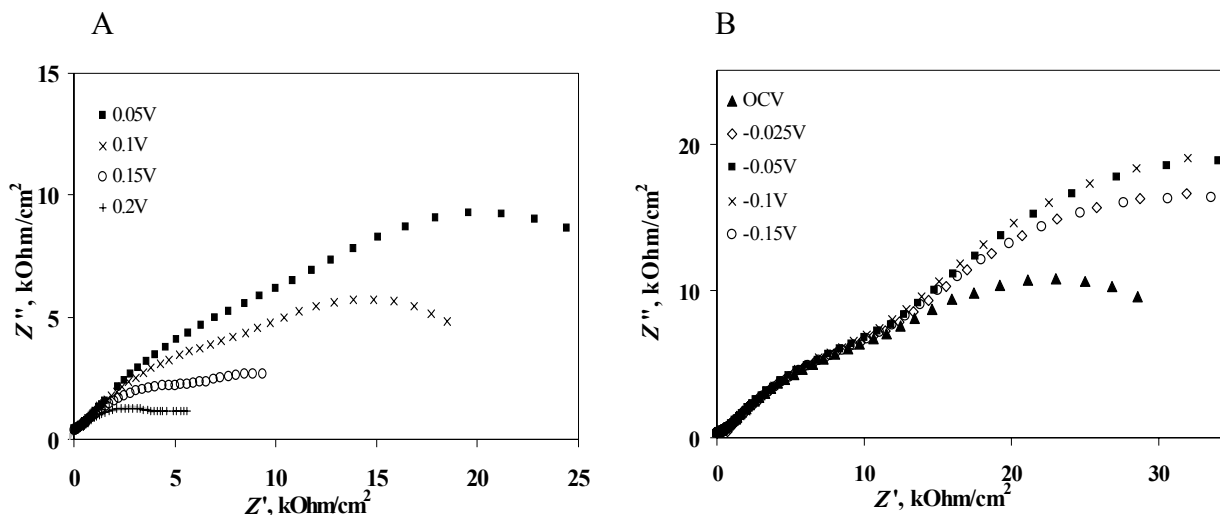 A
15
10
5
0
Z", kOhm/cm²
0.05V
0.1V
0.15V
0.2V
0 5 10 15 20 25
Z', kOhm/cm²
B
20
10
0
Z", kOhm/cm²
OCV
-0.025V
-0.05V
-0.1V
-0.15V
0 10 20 30
Z', kOhm/cm²